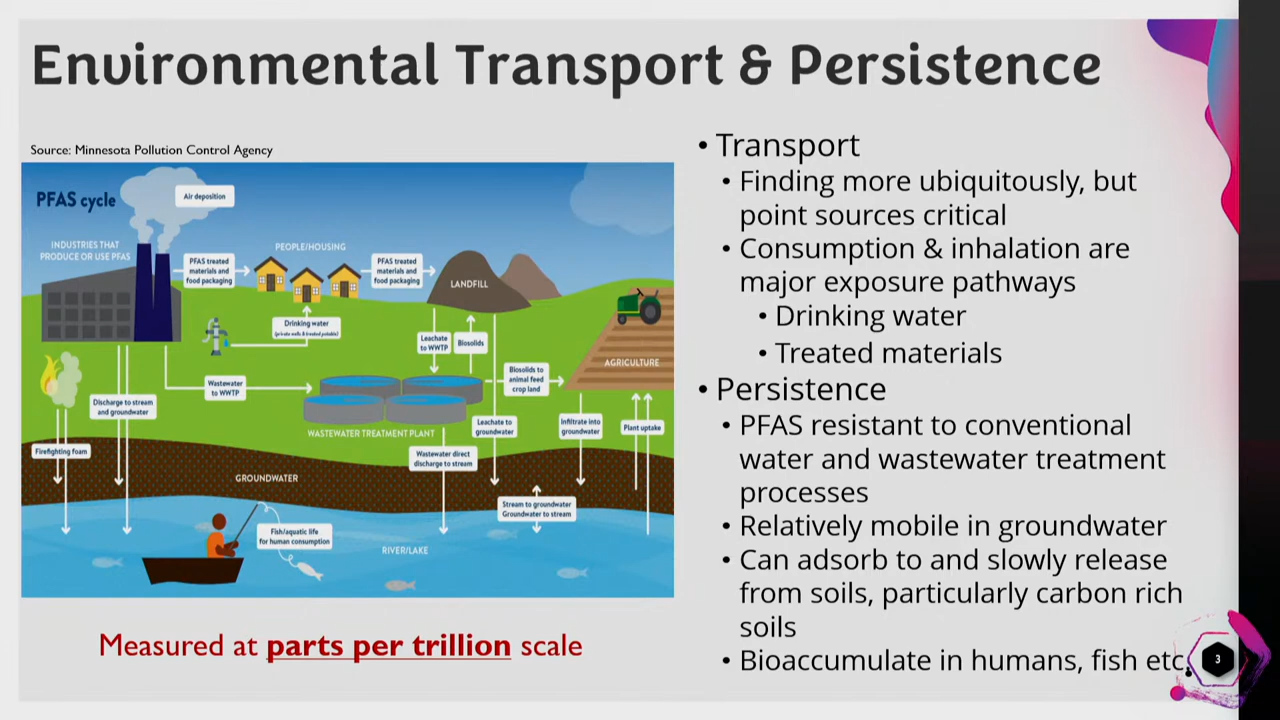 Environmental Transport & Persistence
Source: Minnesota Pollution Control Agency
PFAS cycle
Air deposition
INDUSTRIES THAT
PRODUCE OR USE PFAS
PFAS treated
materials and
food packaging
PEOPLE/HOUSING
PFAS treated
materials and
food packaging
LANDFILL
Drinking water
(private wells & treated potable)
Leachate
to WWTP
Biosolids
AGRICULTURE
Wastewater
to WWTP
Biosolids to
animal feed
crop land
Discharge to stream
and groundwater
WASTEWATER TREATMENT PLANT
Leachate to
groundwater
Infiltrate into
groundwater
Plant uptake
Firefighting foam
Wastewater direct
discharge to stream
GROUNDWATER
Stream to groundwater
Groundwater to stream
Fish/aquatic life
for human consumption
RIVER/LAKE
Measured at parts per trillion scale
• Transport
• Finding more ubiquitously, but
point sources critical
• Consumption & inhalation are
major exposure pathways
• Drinking water
• Treated materials
• Persistence
• PFAS resistant to conventional
water and wastewater treatment
processes
• Relatively mobile in groundwater
• Can adsorb to and slowly release
from soils, particularly carbon rich
soils
• Bioaccumulate in humans, fish etc.
3